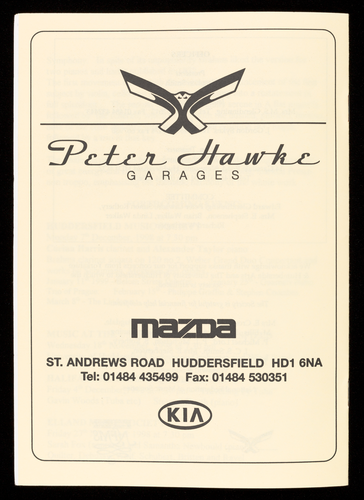 Peter Hawke
GARAGES
mazda
ST. ANDREWS ROAD HUDDERSFIELD HD1 6NA
Tel: 01484 435499 Fax: 01484 530351
KIA